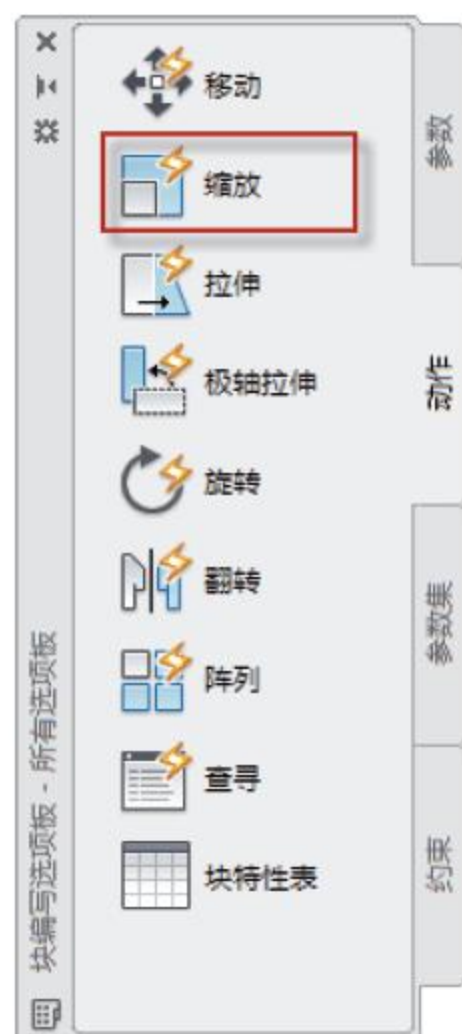 移动
缩放
拉伸
极轴拉伸
旋转
翻转
阵列
查寻
块特性表
参数
动作
参数集
约束
块编写选项板 - 所有选项板